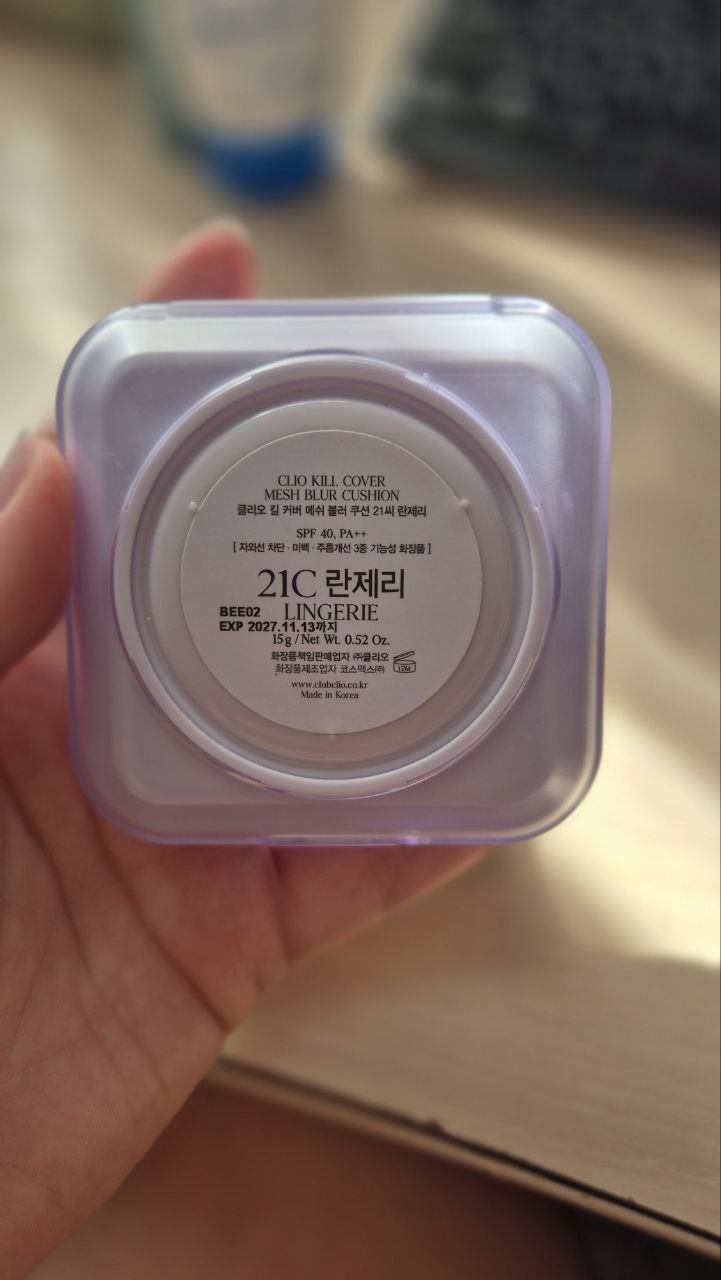 CLIO KILL COVER
MESH BLUR CUSHION
클리오 킬 커버 메쉬 블러 쿠션 21씨 란제리
SPF 40, PA++
[ 자외선 차단 · 미백 · 주름개선 3중 기능성 화장품 ]
21C 란제리
BEE02 LINGERIE
EXP 2027.11.13까지
15g / Net Wt. 0.52 Oz.
화장품책임판매업자 ㈜클리오
화장품제조업자 코스맥스㈜
12M
www.clubclio.co.kr
Made in Korea